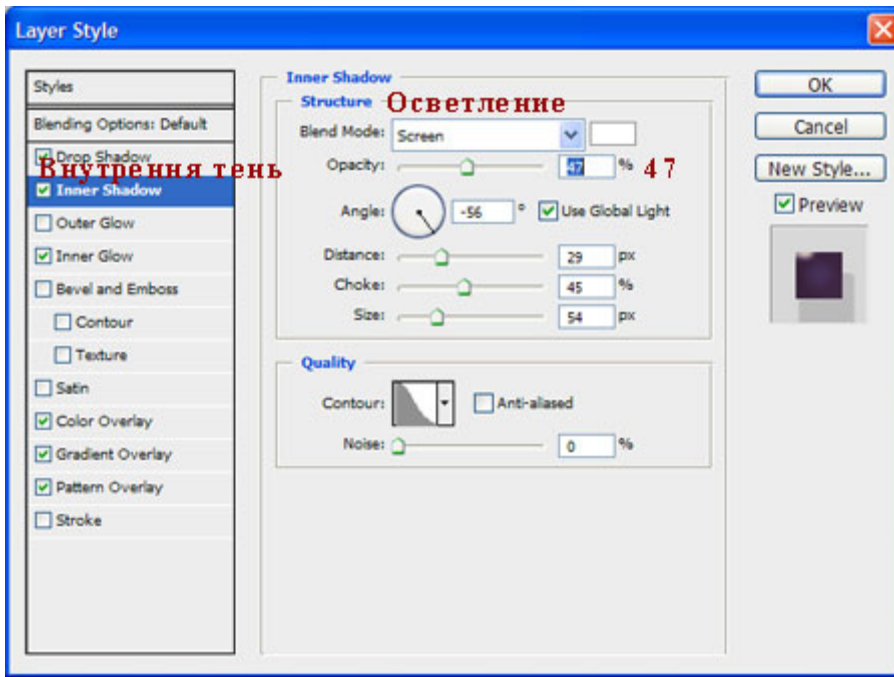 Layer Style
Styles
Blending Options: Default
Drop Shadow
Внутрення тень
Inner Shadow
Outer Glow
Inner Glow
Bevel and Emboss
Contour
Texture
Satin
Color Overlay
Gradient Overlay
Pattern Overlay
Stroke
Inner Shadow
Structure Осветление
Blend Mode: Screen
Opacity: 47 % 47
Angle: -56 ° Use Global Light
Distance: 29 px
Choke: 45 %
Size: 54 px
Quality
Contour: Anti-aliased
Noise: 0 %
OK
Cancel
New Style...
Preview